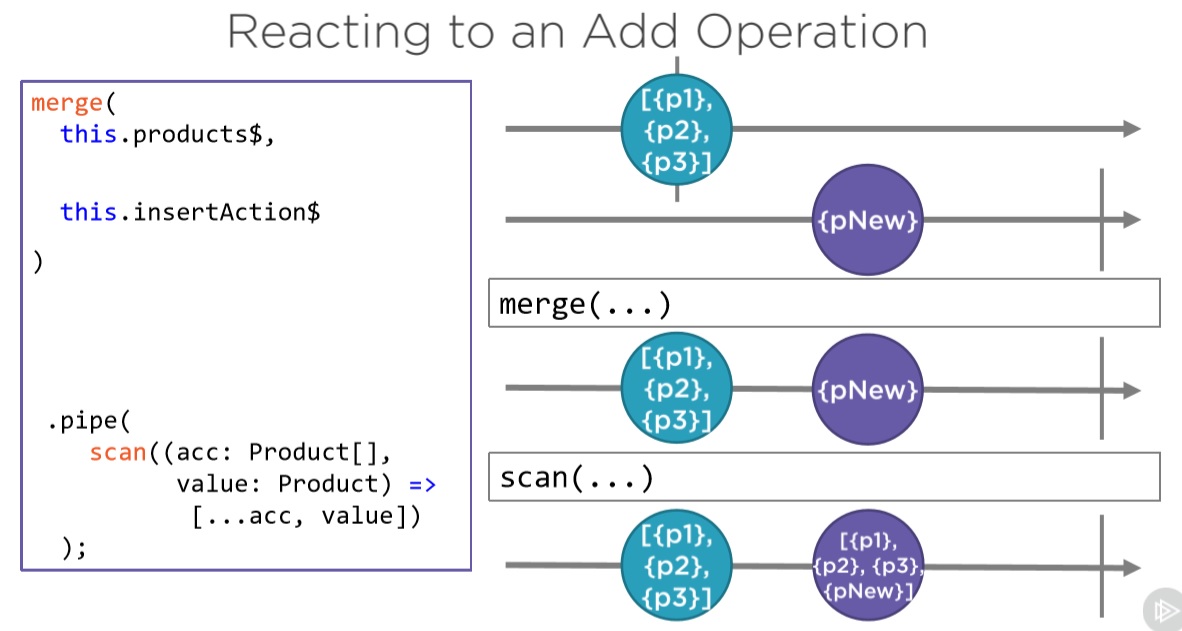 Reacting to an Add Operation
merge(
this.products$,
this.insertAction$
)
.pipe(
scan((acc: Product[],
value: Product) =>
[...acc, value])
);
[{p1},
{p2},
{p3}]
{pNew}
merge(...)
[{p1},
{p2},
{p3}]
{pNew}
scan(...)
[{p1},
{p2},
{p3}]
[{p1},
{p2}, {p3},
{pNew}]